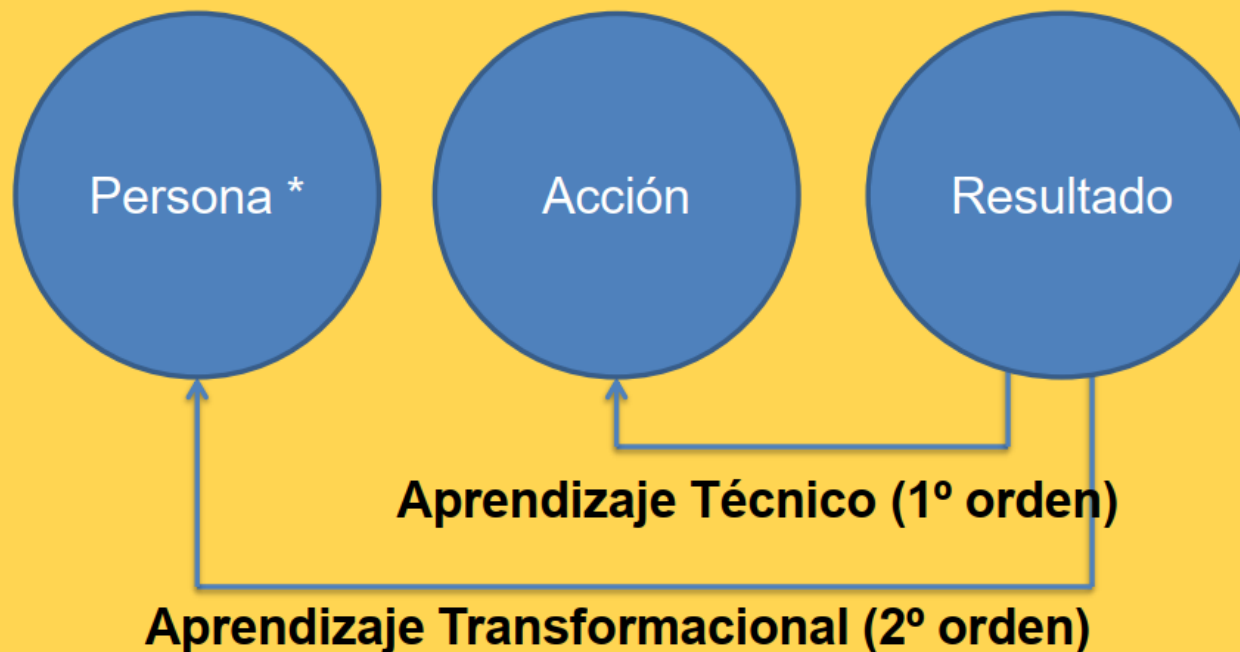 Persona *
Acción
Resultado
Aprendizaje Técnico (1º orden)
Aprendizaje Transformacional (2º orden)